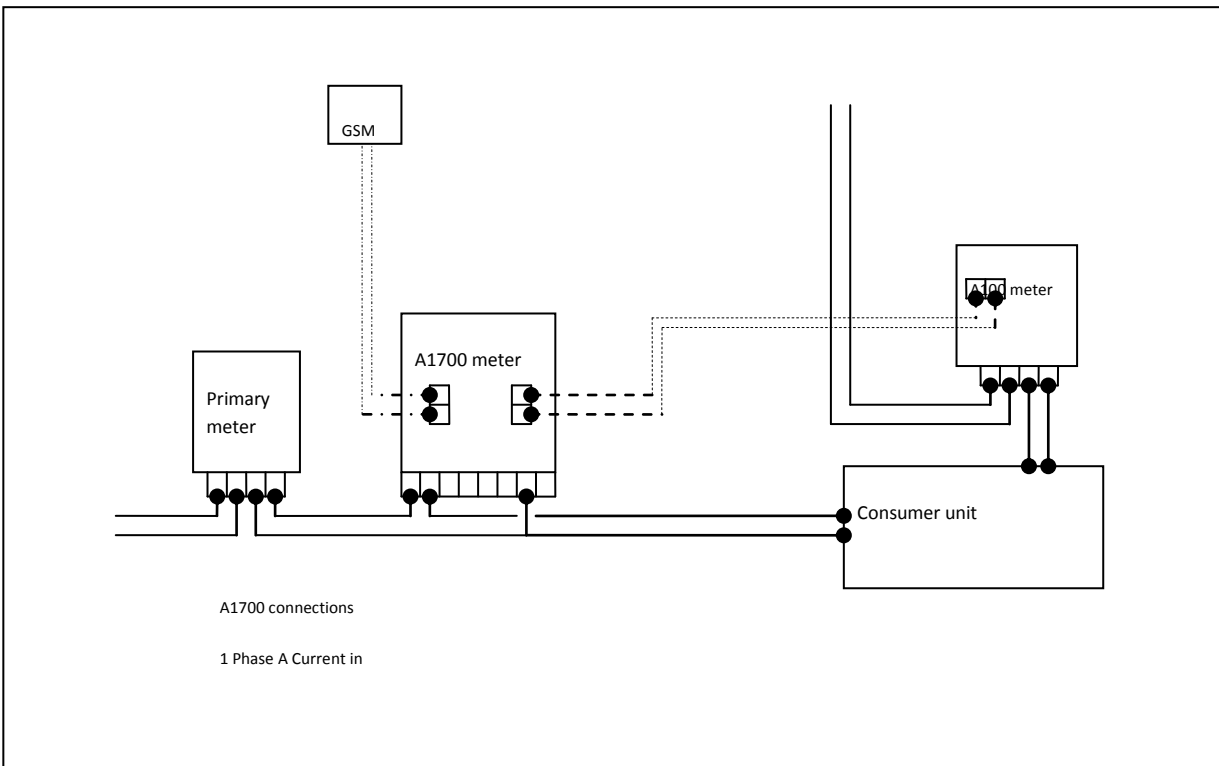 GSM
A100 meter
A1700 meter
Primary
meter
Consumer unit
A1700 connections
1 Phase A Current in